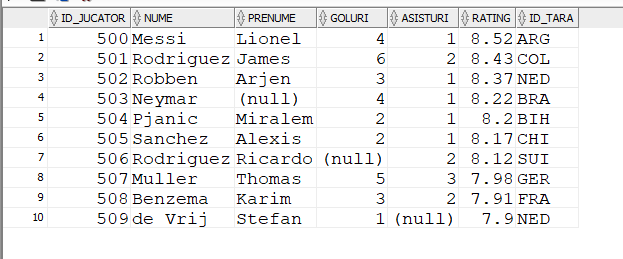 ID_JUCATOR NUME PRENUME GOLURI ASISTURI RATING ID_TARA
1 500 Messi Lionel 4 1 8.52 ARG
2 501 Rodriguez James 6 2 8.43 COL
3 502 Robben Arjen 3 1 8.37 NED
4 503 Neymar (null) 4 1 8.22 BRA
5 504 Pjanic Miralem 2 1 8.2 BIH
6 505 Sanchez Alexis 2 1 8.17 CHI
7 506 Rodriguez Ricardo (null) 2 8.12 SUI
8 507 Muller Thomas 5 3 7.98 GER
9 508 Benzema Karim 3 2 7.91 FRA
10 509 de Vrij Stefan 1 (null) 7.9 NED